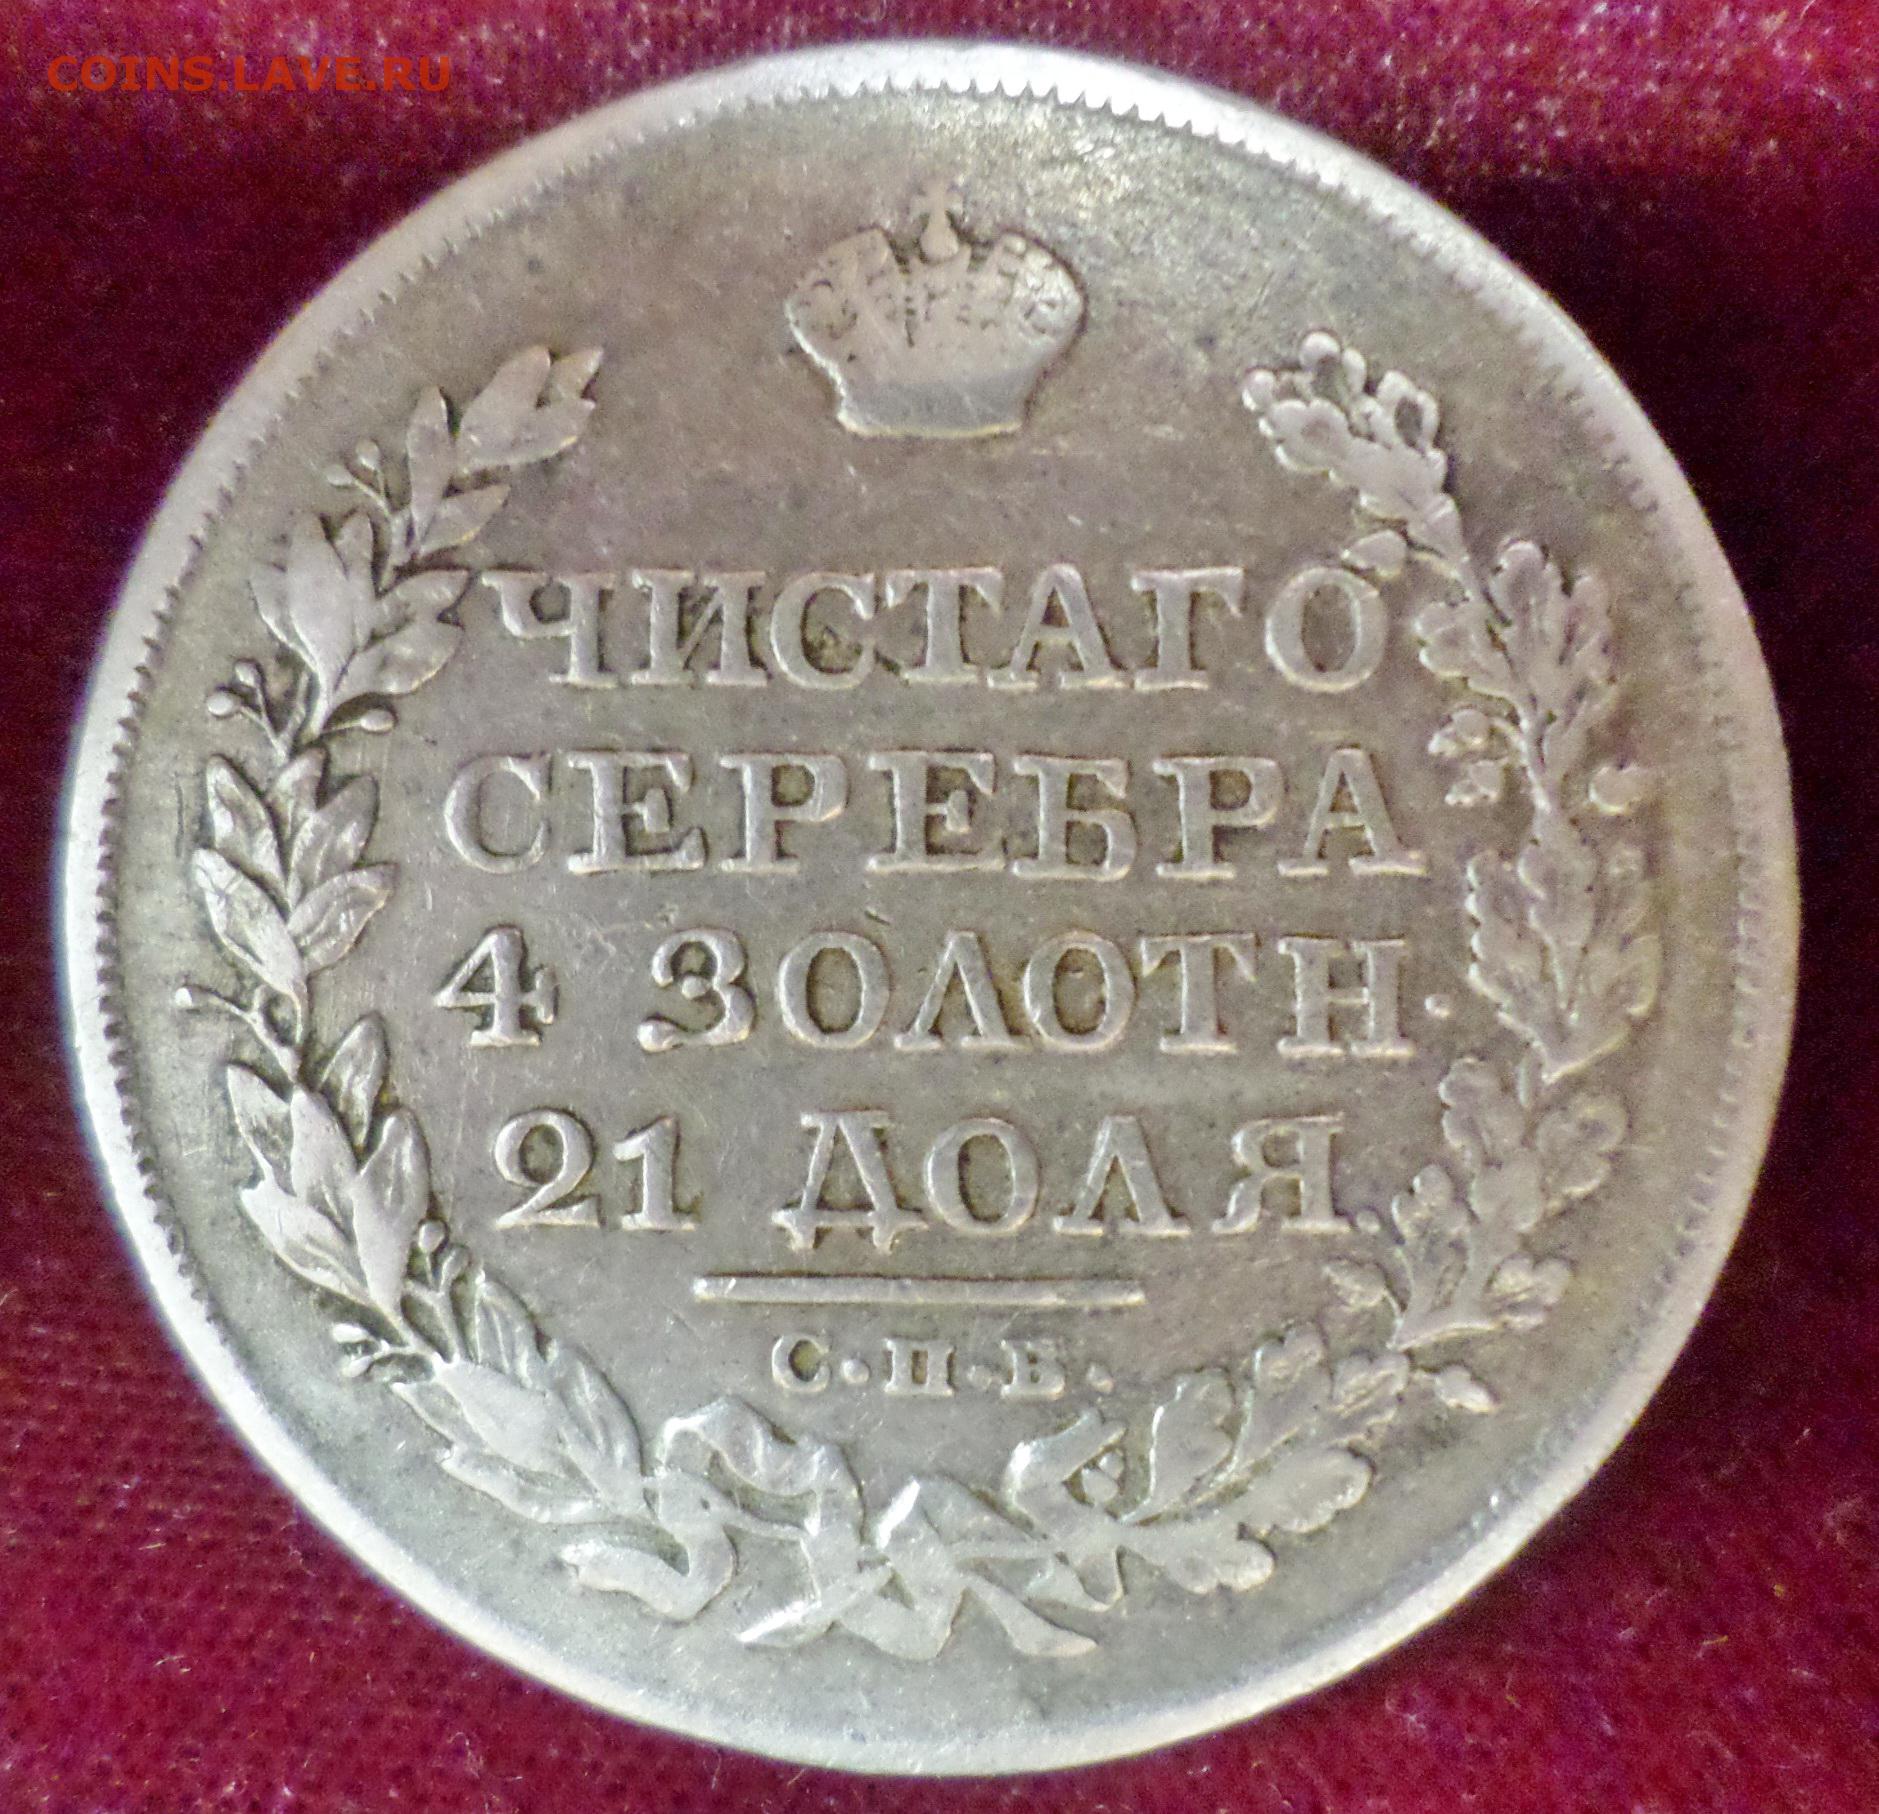 COINS.LAVE.RU
ЧИСТАГО
СЕРЕБРА
4 ЗОЛОТН.
21 ДОЛЯ.
С.П.Б.